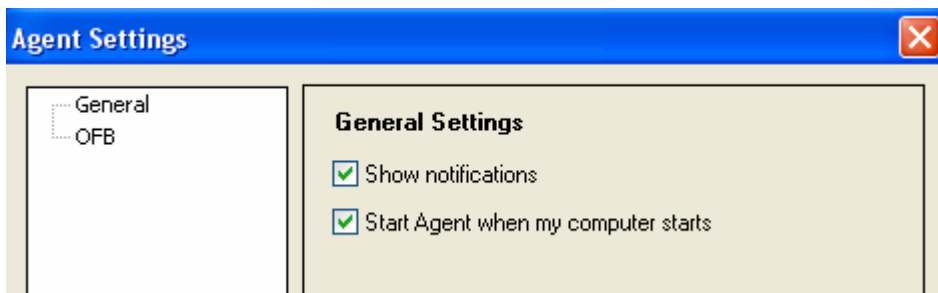 Agent Settings
General
OFB
General Settings
Show notifications
Start Agent when my computer starts